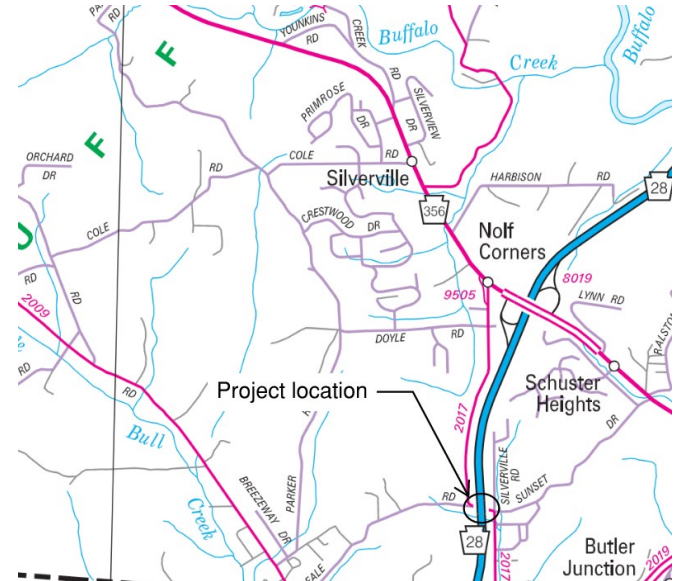 YOUNKINS
CREEK
RD
RD
Buffalo
Creek
Buffalo
F
F
PRIMROSE
DR
SILVERVIEW
DR
ORCHARD
DR
RD
COLE
RD
Silverville
HARBISON
RD
28
356
CRESTWOOD
DR
COLE
RD
Nolf
Corners
2009
RD
9505
8019
LYNN RD
DOYLE
RD
RALSTON
RD
RD
Project location
Schuster
Heights
2017
DR
Bull
BREEZEWAY
DR
PARKER
SILVERVILLE
RD
SUNSET
RD
Creek
28
Butler
Junction
2019